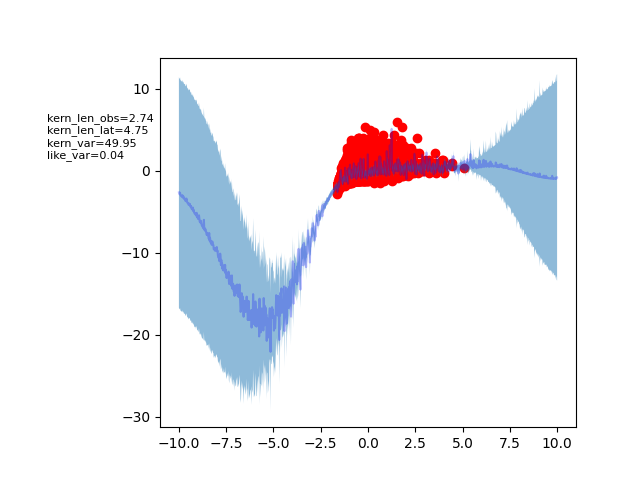 kern_len_obs=2.74
kern_len_lat=4.75
kern_var=49.95
like_var=0.04
10
0
−10
−20
−30
−10.0 −7.5 −5.0 −2.5 0.0 2.5 5.0 7.5 10.0